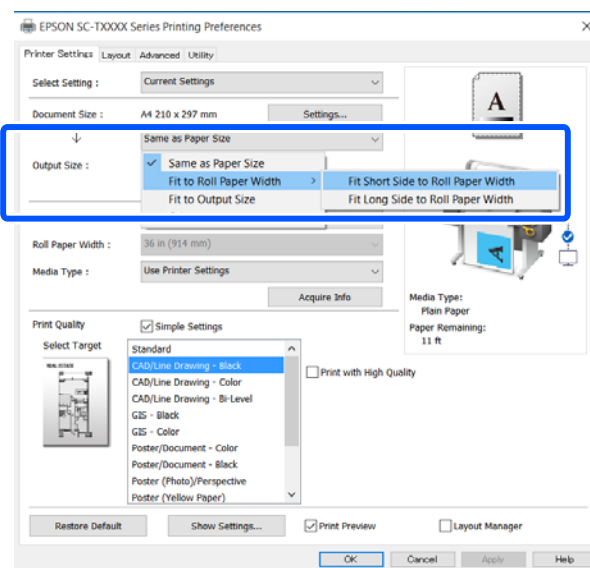 EPSON SC-TXXXX Series Printing Preferences
Printer Settings Layout Advanced Utility
Select Setting : Current Settings
Document Size : A4 210 x 297 mm Settings...
Same as Paper Size
Output Size :
Same as Paper Size
Fit to Roll Paper Width
Fit to Output Size
Fit Short Side to Roll Paper Width
Fit Long Side to Roll Paper Width
Roll Paper Width : 36 in (914 mm)
Media Type : Use Printer Settings
Acquire Info
A
Media Type:
Plain Paper
Paper Remaining:
11 ft
Print Quality Simple Settings
Select Target
REAL ESTATE
Standard
CAD/Line Drawing - Black
CAD/Line Drawing - Color
CAD/Line Drawing - Bi-Level
GIS - Black
GIS - Color
Poster/Document - Color
Poster/Document - Black
Poster (Photo)/Perspective
Poster (Yellow Paper)
Print with High Quality
Restore Default Show Settings... Print Preview Layout Manager
OK Cancel Apply Help